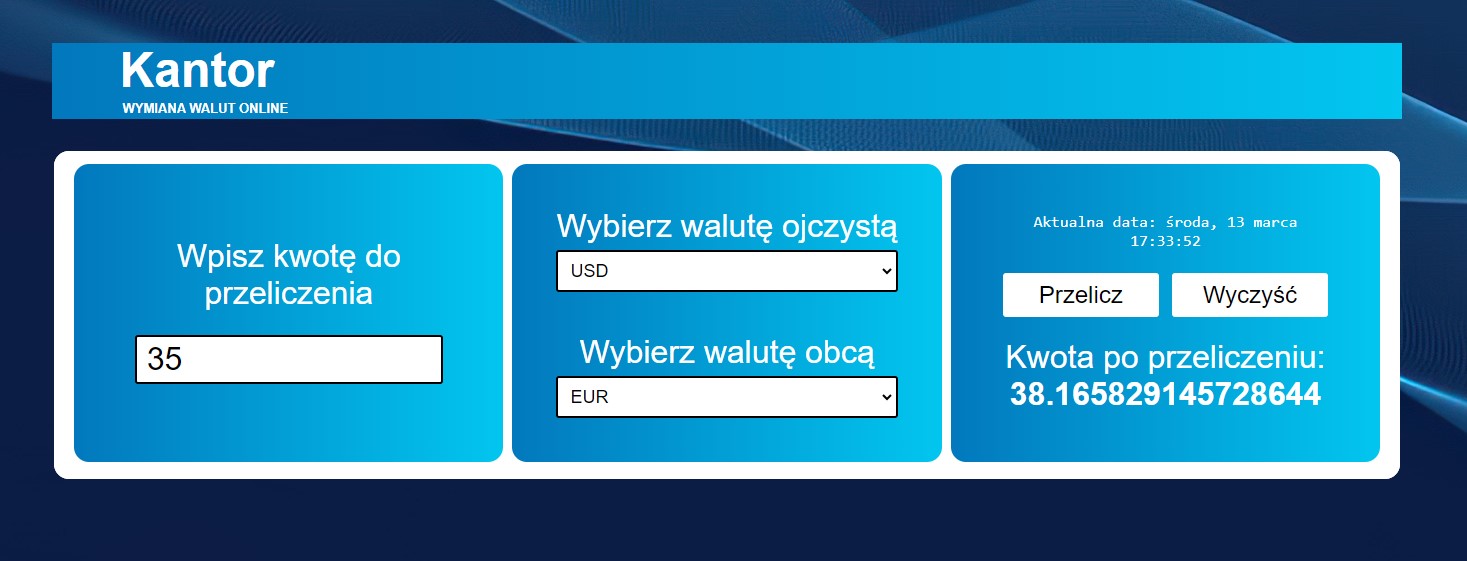 Kantor
WYMIANA WALUT ONLINE
Wpisz kwotę do
przeliczenia
35
Wybierz walutę ojczystą
USD
Wybierz walutę obcą
EUR
Aktualna data: środa, 13 marca
17:33:52
Przelicz Wyczyść
Kwota po przeliczeniu:
38.165829145728644